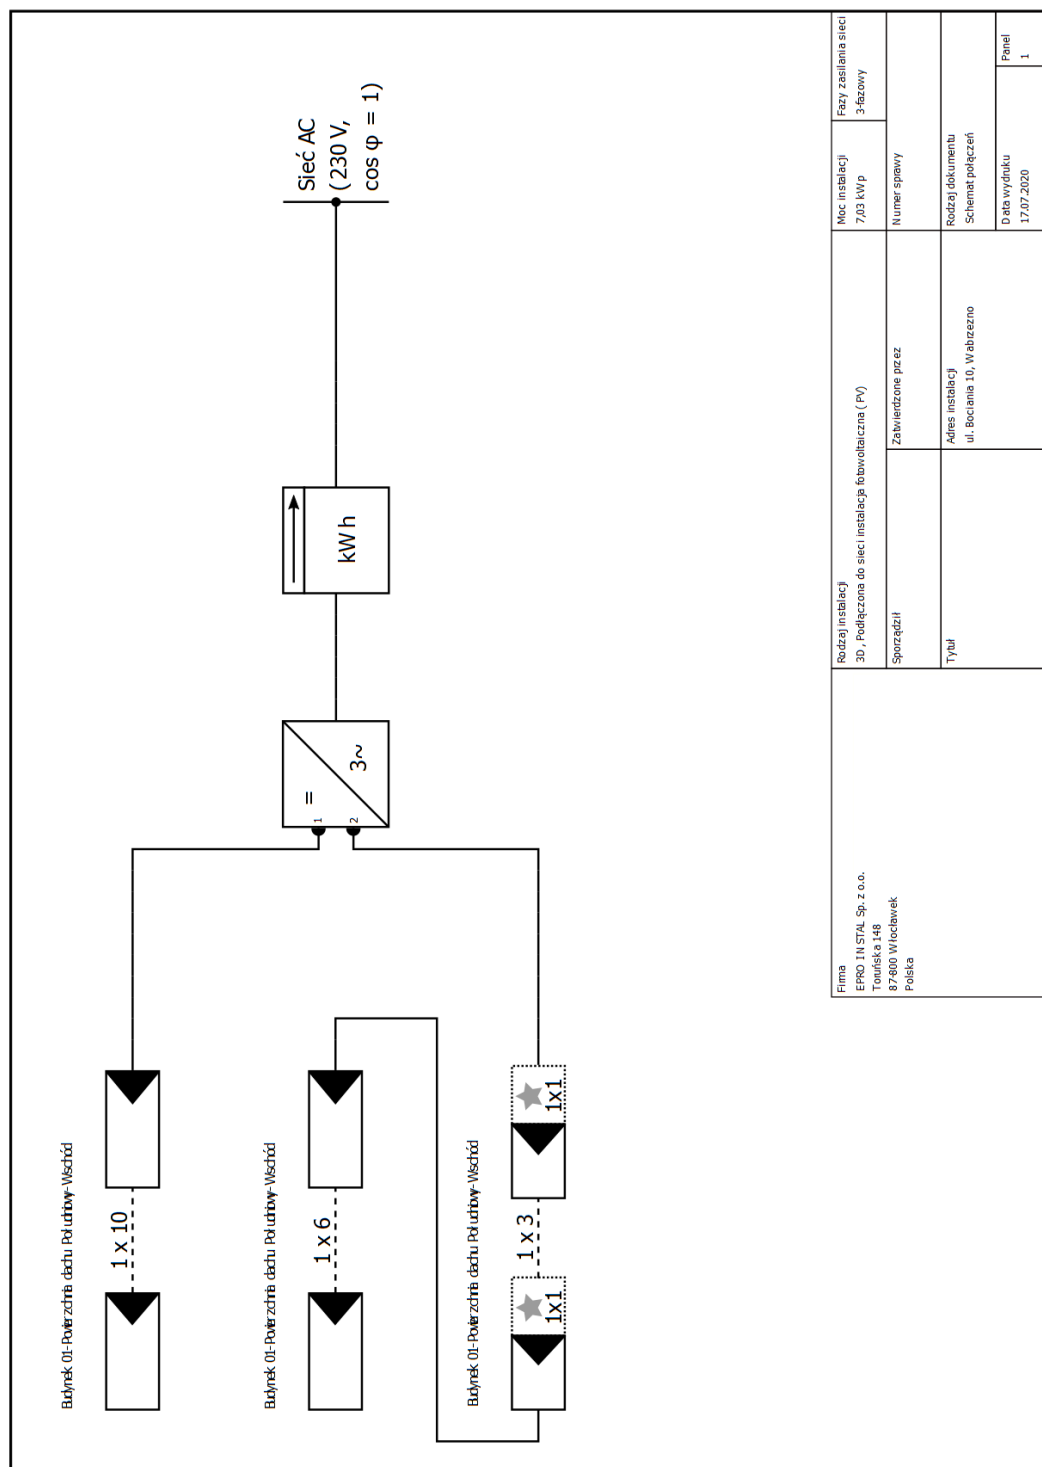 Sieć AC
(230 V,
cos φ = 1)
kWh
3~
=
1
2
Budynek 01-Powierzchnia dachu Południowy-Wschód
1 x 10
Budynek 01-Powierzchnia dachu Południowy-Wschód
1 x 6
Budynek 01-Powierzchnia dachu Południowy-Wschód
1x1
1 x 3
1x1
Firma
EPRO INSTAL Sp. z o.o.
Toruńska 148
87-800 Włocławek
Polska
Rodzaj instalacji
3D, Podłączona do sieci instalacja fotowoltaiczna (PV)
Moc instalacji
7,03 kWp
Fazy zasilania sieci
3-fazowy
Sporządził
Zatwierdzone przez
Numer sprawy
Tytuł
Adres instalacji
ul. Bociania 10, Wabrzezno
Rodzaj dokumentu
Schemat połączeń
Data wydruku
17.07.2020
Panel
1